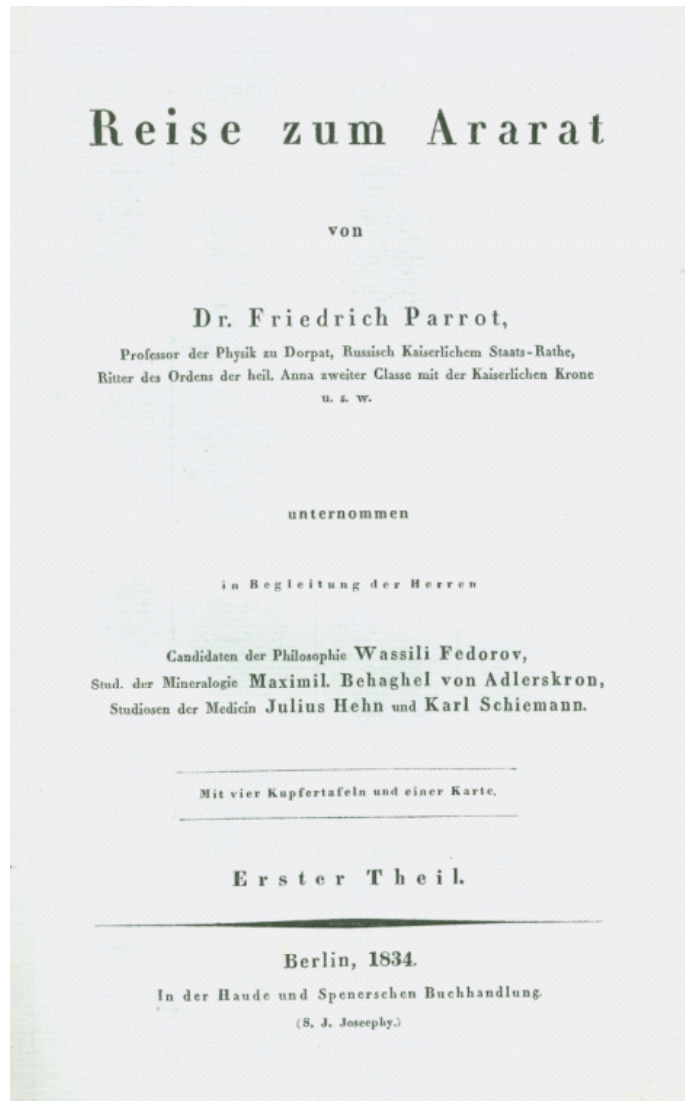 Reise zum Ararat
von
Dr. Friedrich Parrot,
Professor der Physik zu Dorpat, Russisch Kaiserlichem Staats-Rathe,
Ritter des Ordens der heil. Anna zweiter Classe mit der Kaiserlichen Krone
u. s. w.
unternommen
in Begleitung der Herren
Candidaten der Philosophie Wassili Fedorov,
Stud. der Mineralogie Maximil. Behaghel von Adlerskron,
Studiosen der Medicin Julius Hehn und Karl Schiemann.
Mit vier Kupfertafeln und einer Karte.
Erster Theil.
Berlin, 1834.
In der Haude und Spenerschen Buchhandlung.
(S. J. Joseephy.)